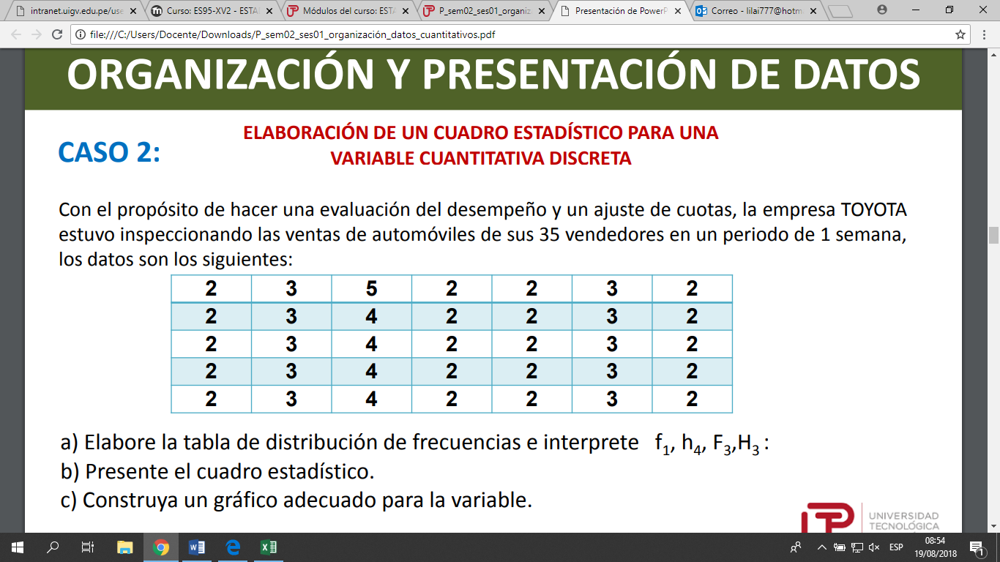 intranet.uigv.edu.pe/use
Curso: ES95-XV2 - ESTA
Módulos del curso: EST
P_sem02_ses01_organiz
Presentación de PowerP
Correo - lilai777@hotm
file:///C:/Users/Docente/Downloads/P_sem02_ses01_organización_datos_cuantitativos.pdf
ORGANIZACIÓN Y PRESENTACIÓN DE DATOS
CASO 2:
ELABORACIÓN DE UN CUADRO ESTADÍSTICO PARA UNA
VARIABLE CUANTITATIVA DISCRETA
Con el propósito de hacer una evaluación del desempeño y un ajuste de cuotas, la empresa TOYOTA
estuvo inspeccionando las ventas de automóviles de sus 35 vendedores en un periodo de 1 semana,
los datos son los siguientes:
2 3 5 2 2 3 2
2 3 4 2 2 3 2
2 3 4 2 2 3 2
2 3 4 2 2 3 2
2 3 4 2 2 3 2
a) Elabore la tabla de distribución de frecuencias e interprete f₁, h₄, F₃,H₃ :
b) Presente el cuadro estadístico.
c) Construya un gráfico adecuado para la variable.
UNIVERSIDAD
TECNOLÓGICA
ESP
08:54
19/08/2018
1